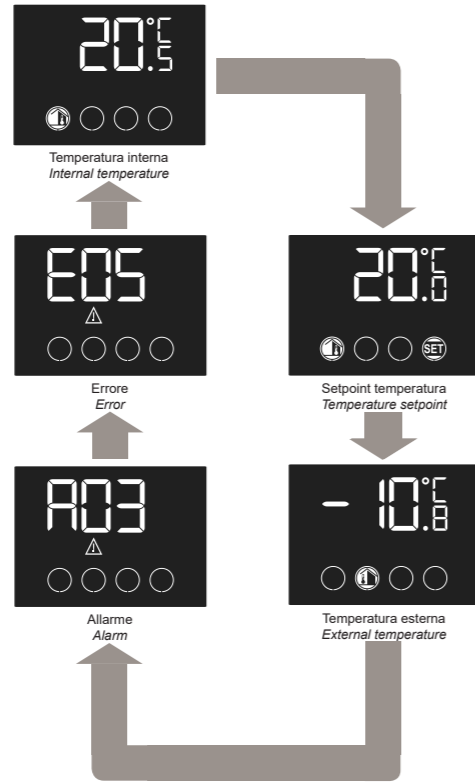 20.5 °C
Temperatura interna
Internal temperature
E05
Errore
Error
A03
Allarme
Alarm
20.0 °C
SET
Setpoint temperatura
Temperature setpoint
-10.8 °C
Temperatura esterna
External temperature